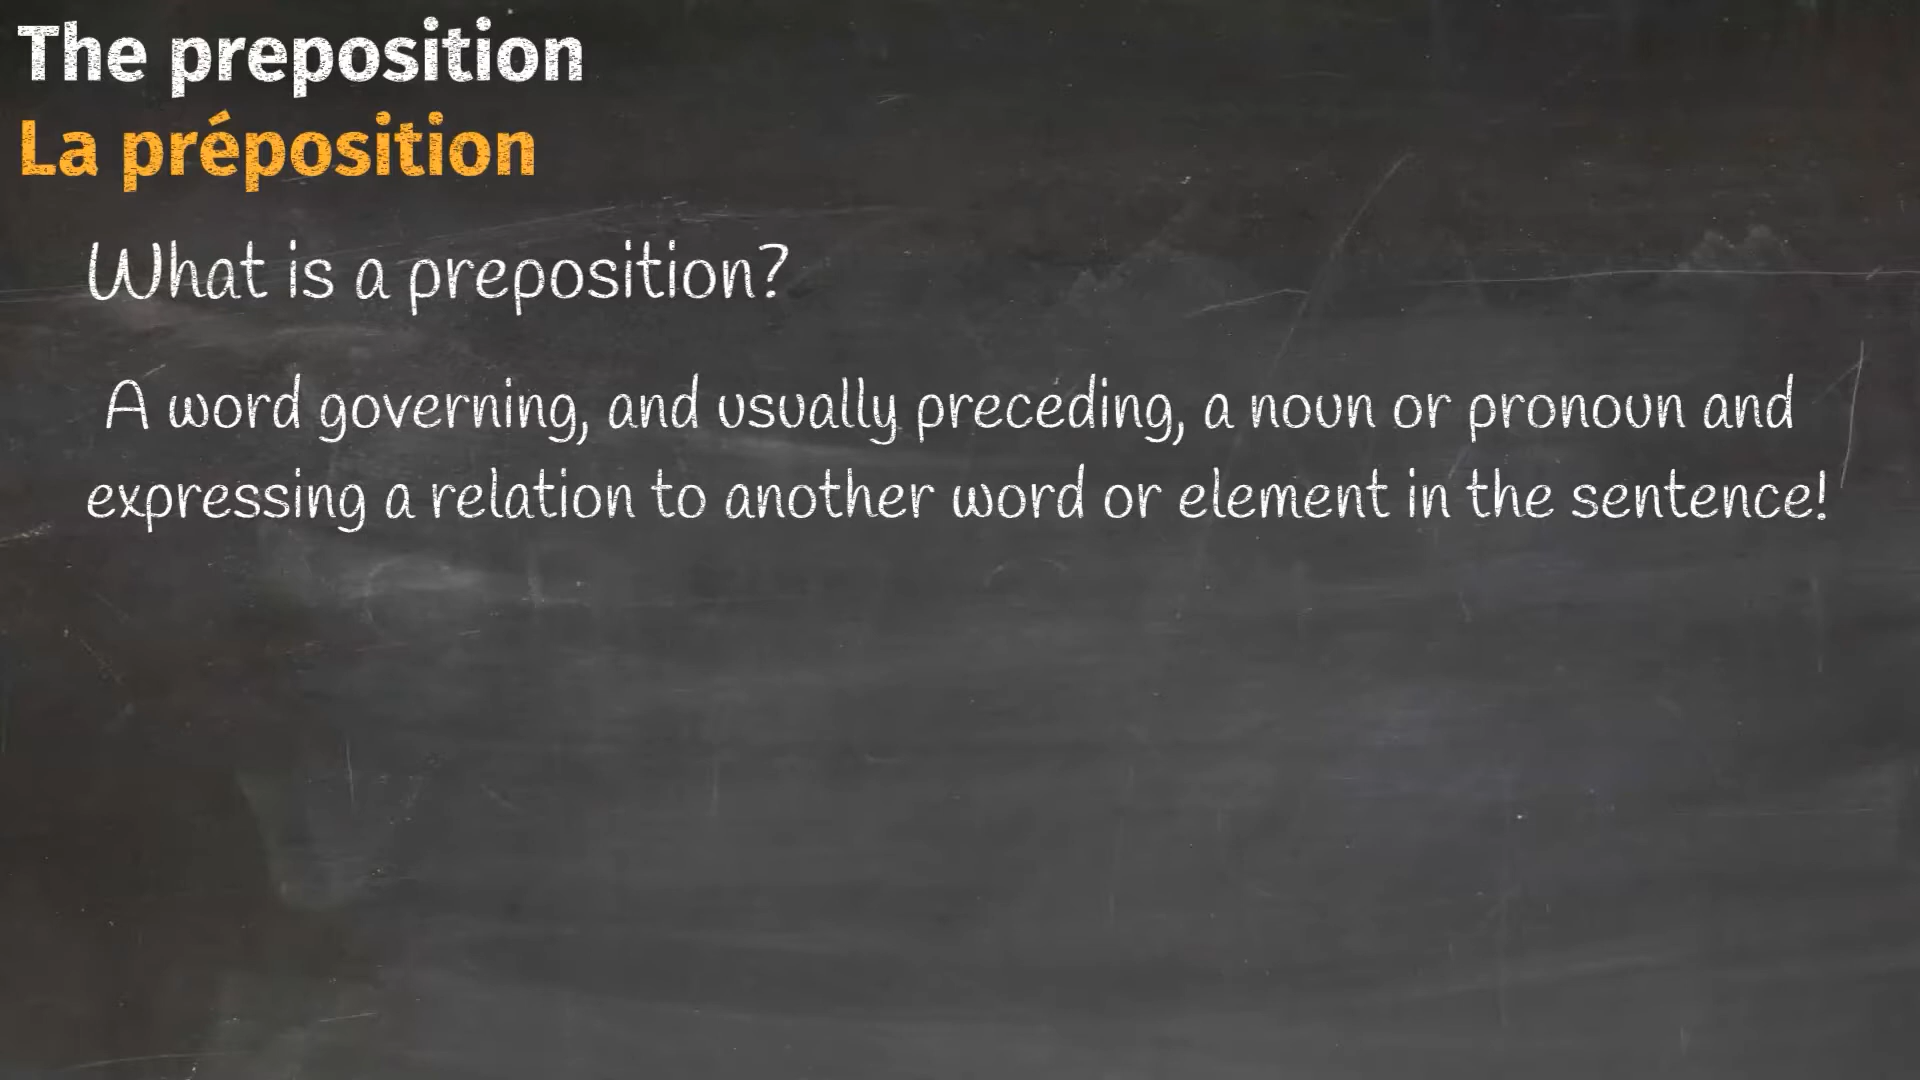 The preposition
La préposition
What is a preposition?
A word governing, and usually preceding, a noun or pronoun and
expressing a relation to another word or element in the sentence!